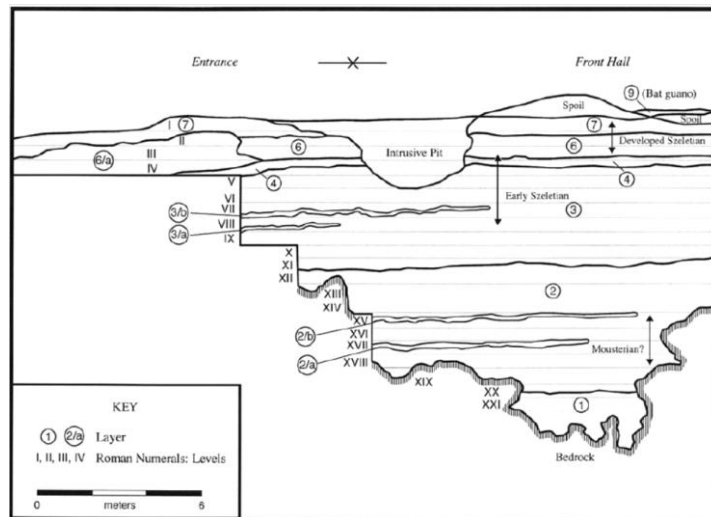 Entrance
X
Front Hall
9 (Bat guano)
Spoil
Spoil
I 7
7
II
6
6
Developed Szeletian
Intrusive Pit
6/a
III
IV
4
4
V
VI
Early Szeletian
3/b
VII
3
VIII
3/a
IX
X
XI
XII
2
XIII
XIV
XV
2/b
XVI
XVII
Mousterian?
2/a
XVIII
XIX
XX
XXI
1
Bedrock
KEY
1 2/a Layer
I, II, III, IV Roman Numerals: Levels
0 meters 6